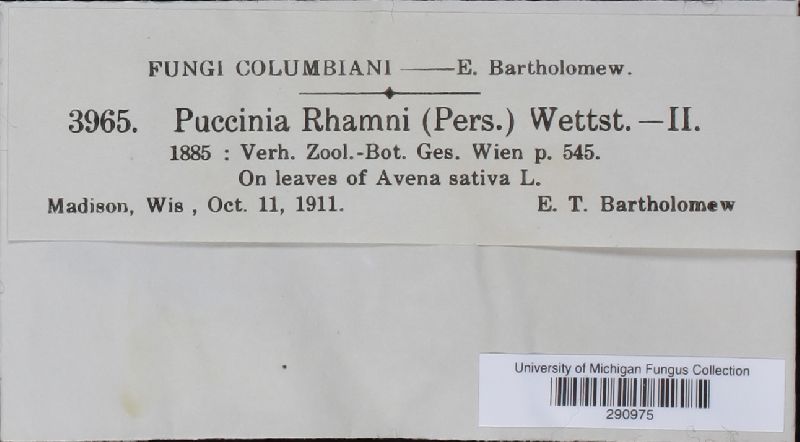 FUNGI COLUMBIANI — E. Bartholomew.
3965. Puccinia Rhamni (Pers.) Wettst. — II.
1885 : Verh. Zool.-Bot. Ges. Wien p. 545.
On leaves of Avena sativa L.
Madison, Wis , Oct. 11, 1911. E. T. Bartholomew
University of Michigan Fungus Collection
290975